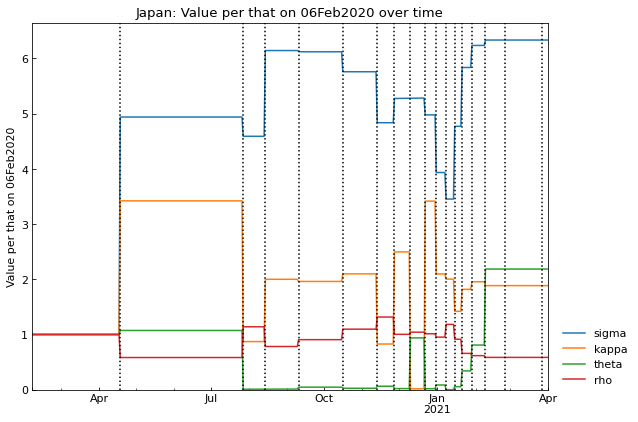 Japan: Value per that on 06Feb2020 over time
Value per that on 06Feb2020
6
5
4
3
2
1
0
Apr
Jul
Oct
Jan
2021
Apr
sigma
kappa
theta
rho